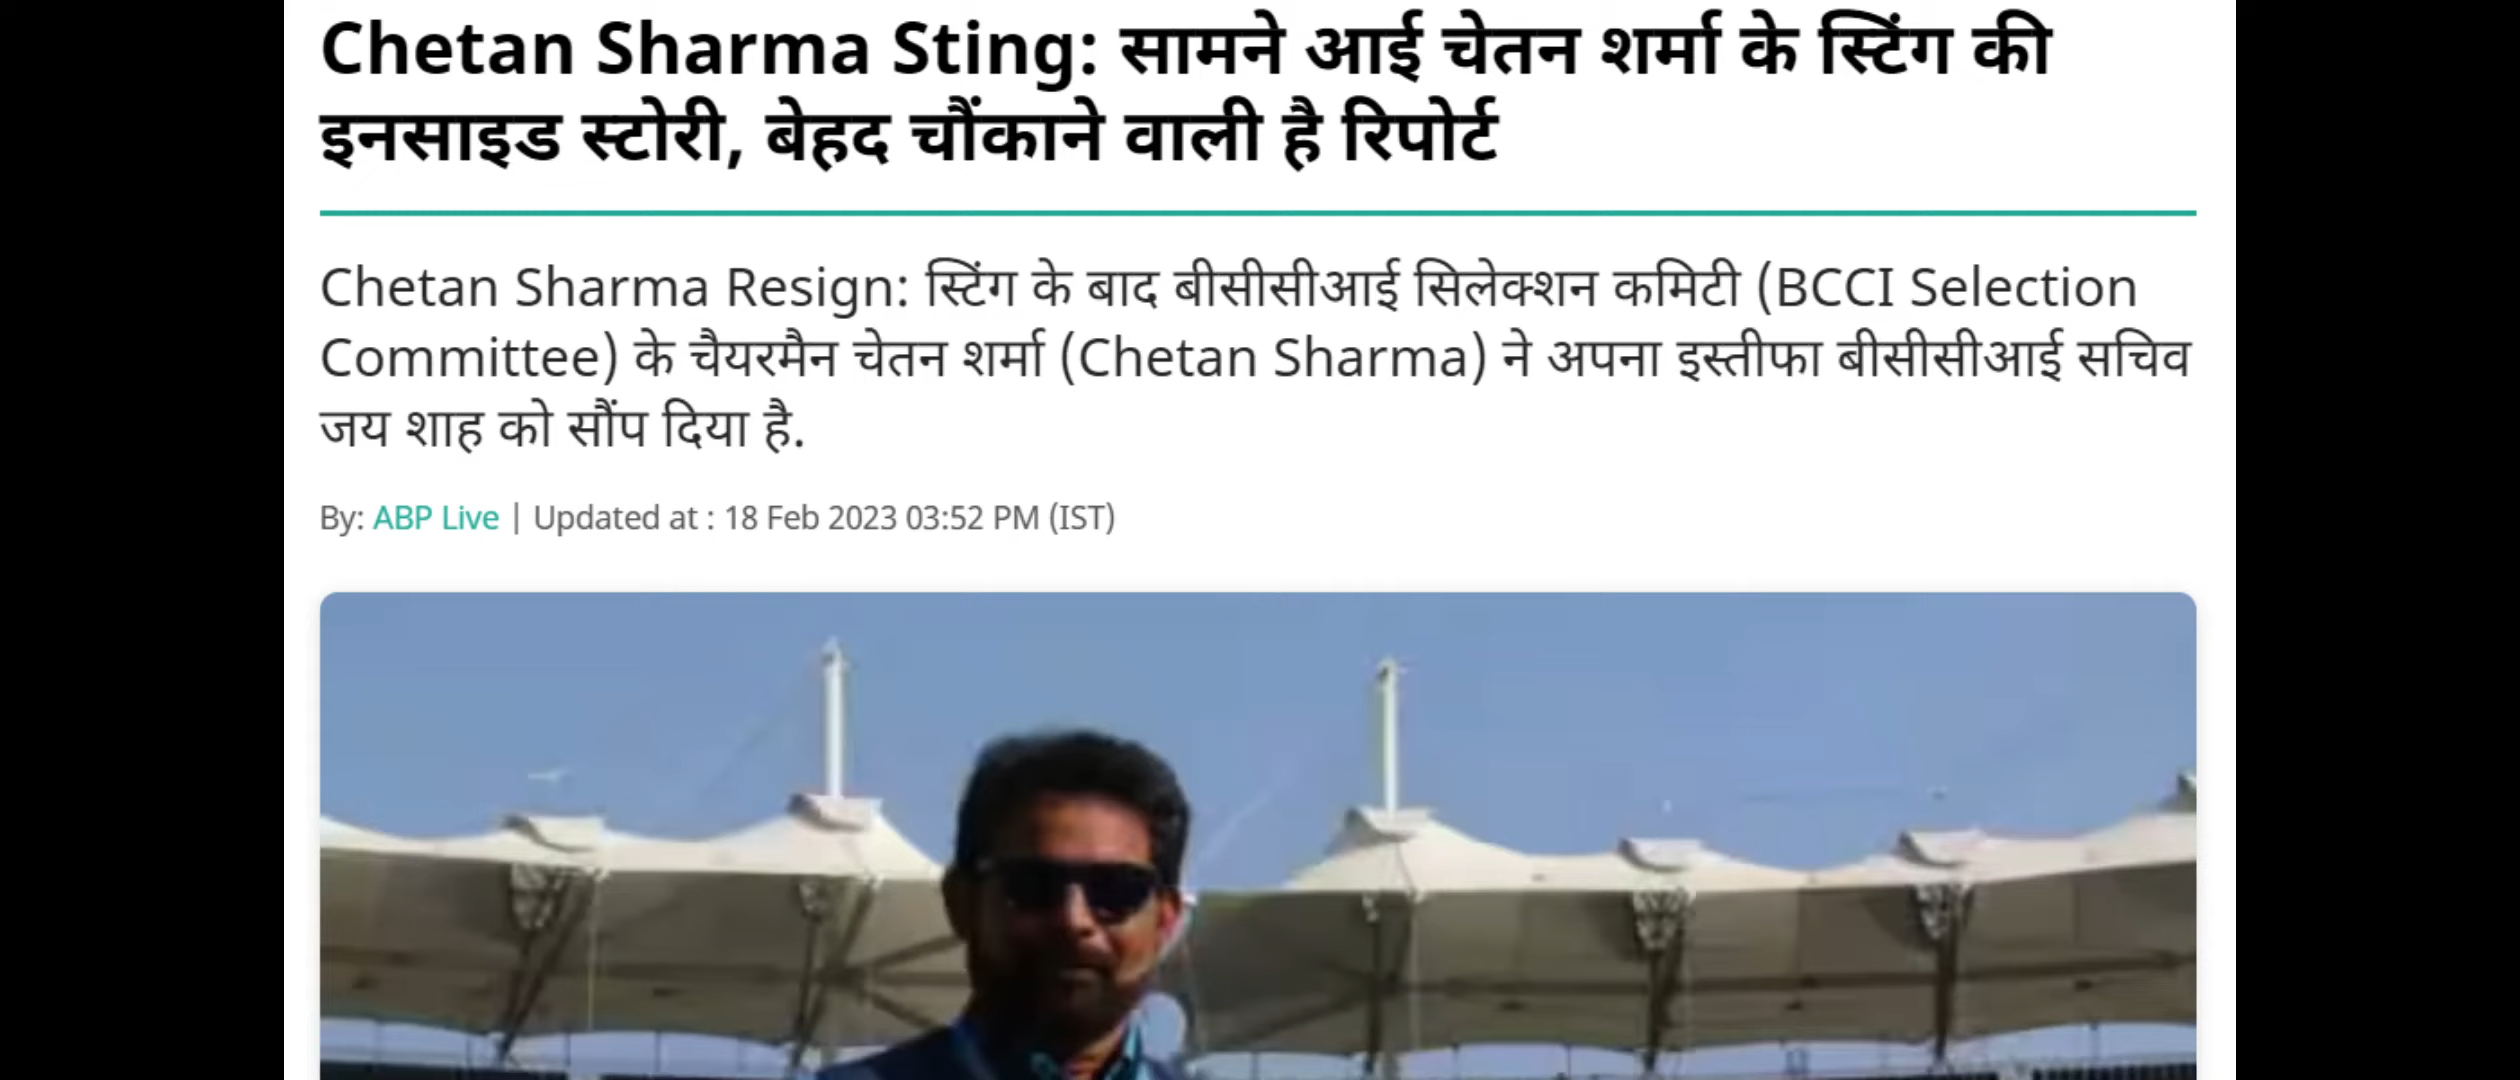 Chetan Sharma Sting: सामने आई चेतन शर्मा के स्टिंग की
इनसाइड स्टोरी, बेहद चौंकाने वाली है रिपोर्ट
Chetan Sharma Resign: स्टिंग के बाद बीसीसीआई सिलेक्शन कमिटी (BCCI Selection
Committee) के चैयरमैन चेतन शर्मा (Chetan Sharma) ने अपना इस्तीफा बीसीसीआई सचिव
जय शाह को सौंप दिया है.
By: ABP Live | Updated at : 18 Feb 2023 03:52 PM (IST)